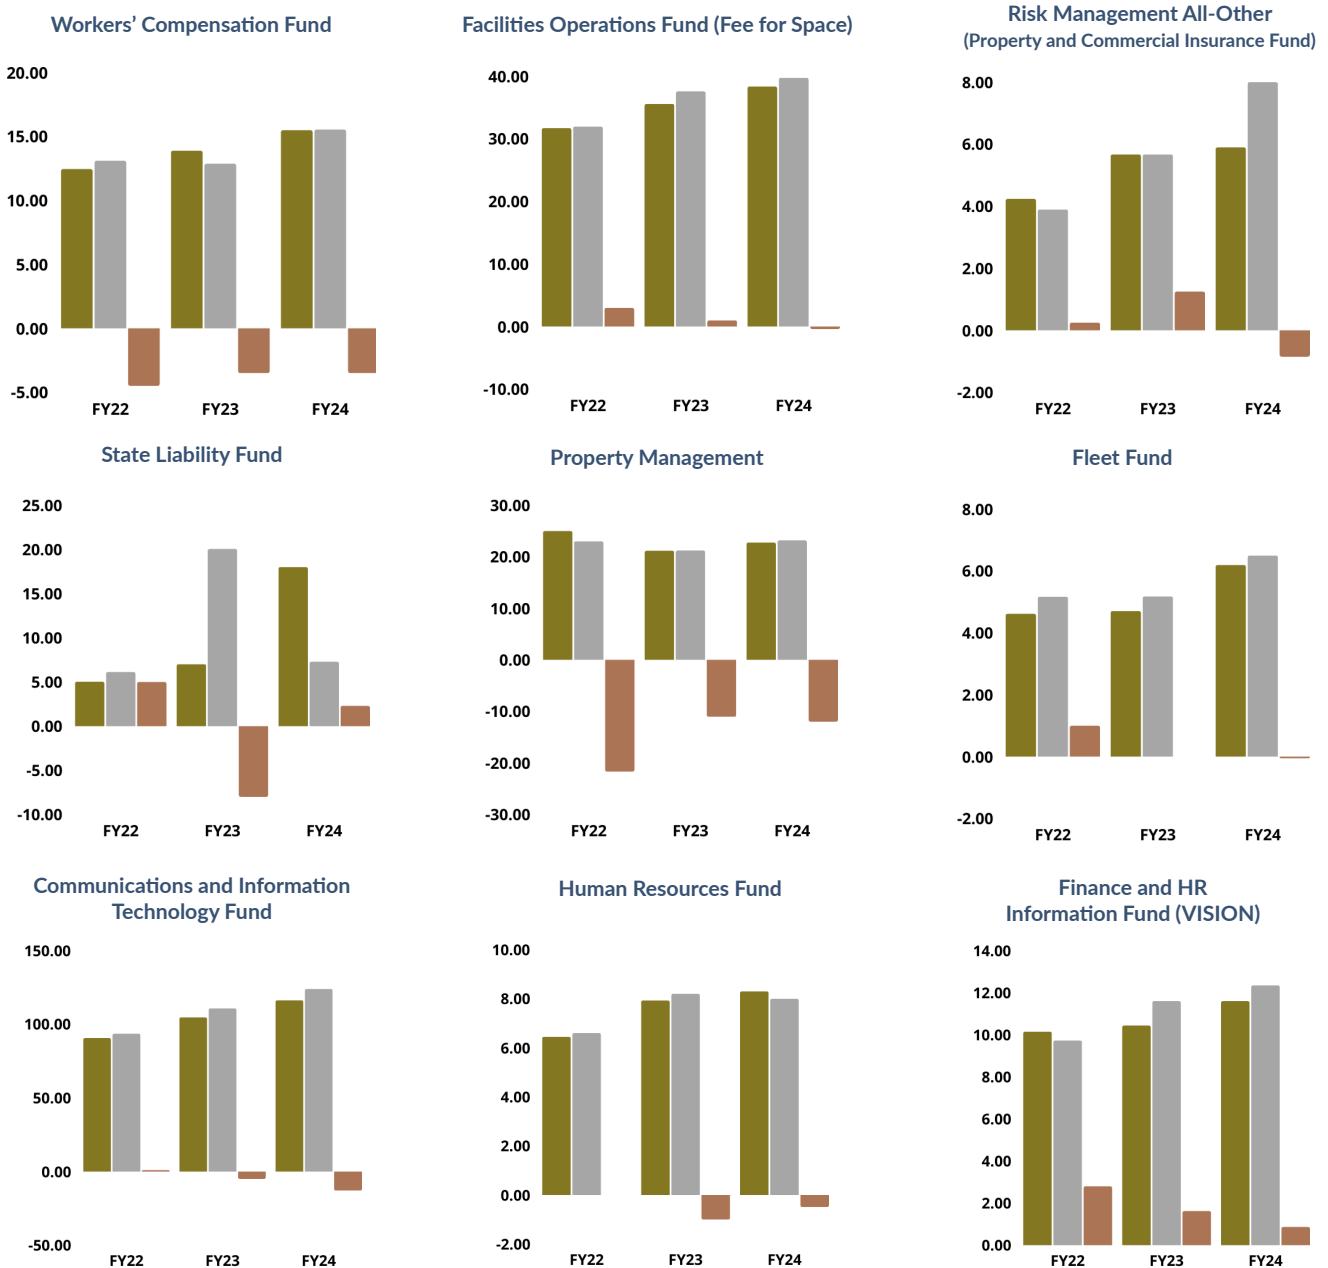 Workers’ Compensation Fund
20.00
15.00
10.00
5.00
0.00
-5.00
FY22 FY23 FY24
Facilities Operations Fund (Fee for Space)
40.00
30.00
20.00
10.00
0.00
-10.00
FY22 FY23 FY24
Risk Management All-Other
(Property and Commercial Insurance Fund)
8.00
6.00
4.00
2.00
0.00
-2.00
FY22 FY23 FY24
State Liability Fund
25.00
20.00
15.00
10.00
5.00
0.00
-5.00
-10.00
FY22 FY23 FY24
Property Management
30.00
20.00
10.00
0.00
-10.00
-20.00
-30.00
FY22 FY23 FY24
Fleet Fund
8.00
6.00
4.00
2.00
0.00
-2.00
FY22 FY23 FY24
Communications and Information
Technology Fund
150.00
100.00
50.00
0.00
-50.00
FY22 FY23 FY24
Human Resources Fund
10.00
8.00
6.00
4.00
2.00
0.00
-2.00
FY22 FY23 FY24
Finance and HR
Information Fund (VISION)
14.00
12.00
10.00
8.00
6.00
4.00
2.00
0.00
FY22 FY23 FY24